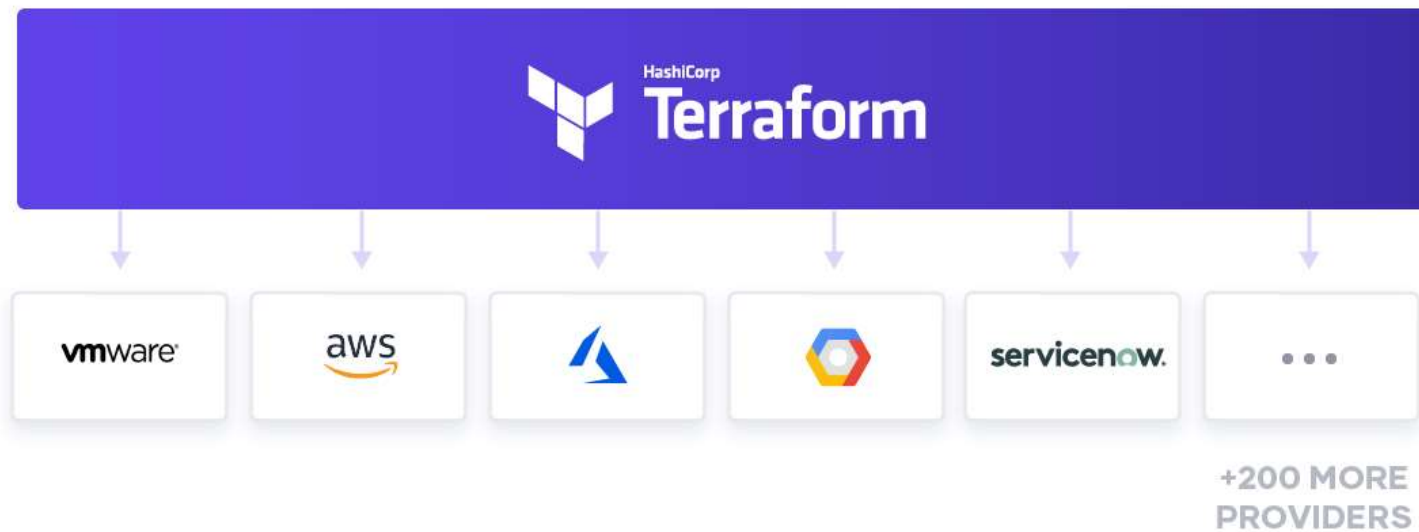 HashiCorp
Terraform
vmware®
aws
servicenow.
+200 MORE
PROVIDERS